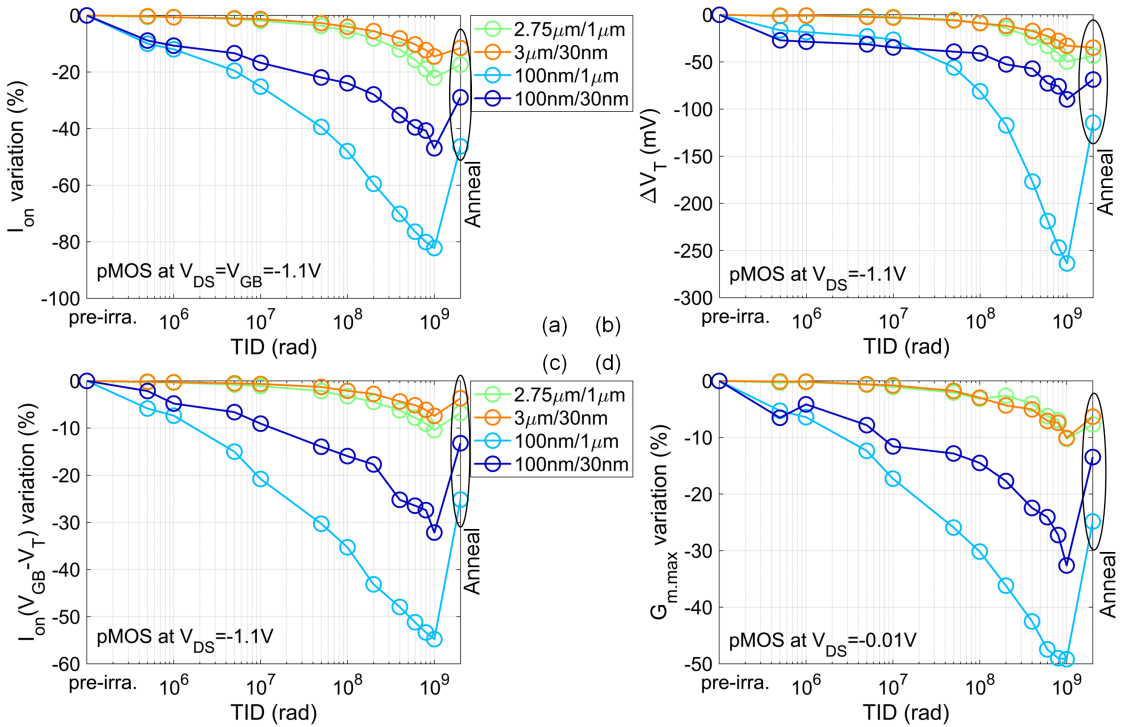 0
-20
-40
-60
-80
-100
I_on variation (%)
pMOS at V_DS=V_GB=-1.1V
Anneal
pre-irra. 10^6 10^7 10^8 10^9
TID (rad)
2.75μm/1μm
3μm/30nm
100nm/1μm
100nm/30nm
0
-50
-100
-150
-200
-250
-300
ΔV_T (mV)
pMOS at V_DS=-1.1V
Anneal
pre-irra. 10^6 10^7 10^8 10^9
TID (rad)
(a) (b)
(c) (d)
0
-10
-20
-30
-40
-50
-60
I_on(V_GB-V_T) variation (%)
pMOS at V_DS=-1.1V
Anneal
pre-irra. 10^6 10^7 10^8 10^9
TID (rad)
2.75μm/1μm
3μm/30nm
100nm/1μm
100nm/30nm
0
-10
-20
-30
-40
-50
G_m.max variation (%)
pMOS at V_DS=-0.01V
Anneal
pre-irra. 10^6 10^7 10^8 10^9
TID (rad)